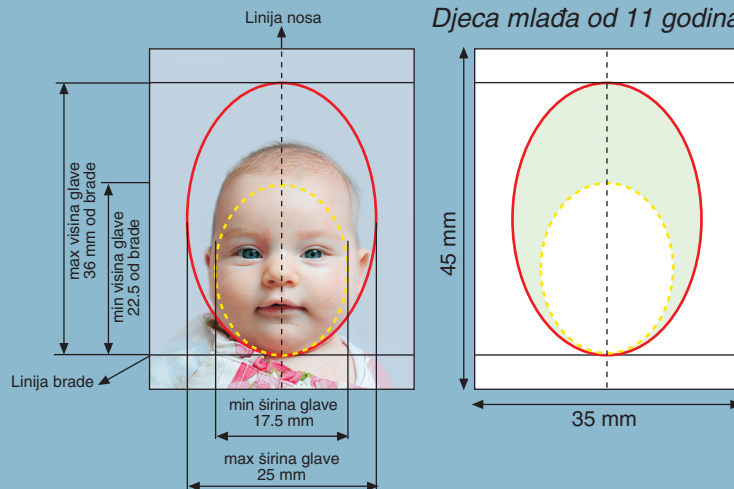 Linija nosa
Djeca mlađa od 11 godina
max visina glave
36 mm od brade
min visina glave
22.5 od brade
45 mm
Linija brade
min širina glave
17.5 mm
35 mm
max širina glave
25 mm